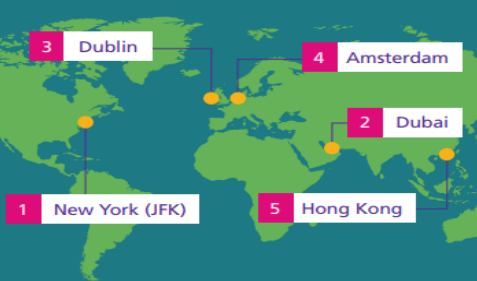 3 Dublin
4 Amsterdam
2 Dubai
1 New York (JFK)
5 Hong Kong